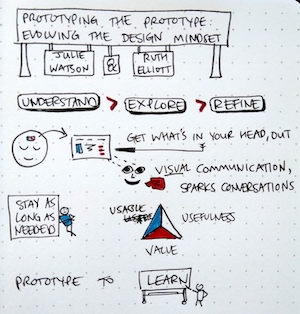 PROTOTYPING THE PROTOTYPE:
EVOLVING THE DESIGN MINDSET
JULIE
WATSON
&
RUTH
ELLIOTT
UNDERSTAND > EXPLORE > REFINE
GET WHAT'S IN YOUR HEAD, OUT
VISUAL COMMUNICATION,
SPARKS CONVERSATIONS
STAY AS
LONG AS
NEEDED
USABLE
USEFULNESS
VALUE
PROTOTYPE TO LEARN